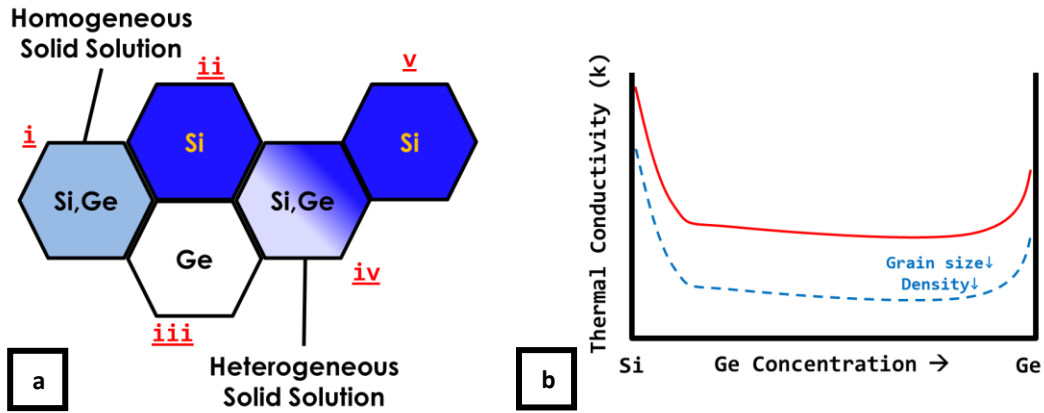 Homogeneous
Solid Solution
i
ii
v
Si
Si
Si,Ge
Si,Ge
Ge
iii
iv
Heterogeneous
Solid Solution
a
Thermal Conductivity (k)
Grain size↓
Density↓
Si
Ge Concentration →
Ge
b